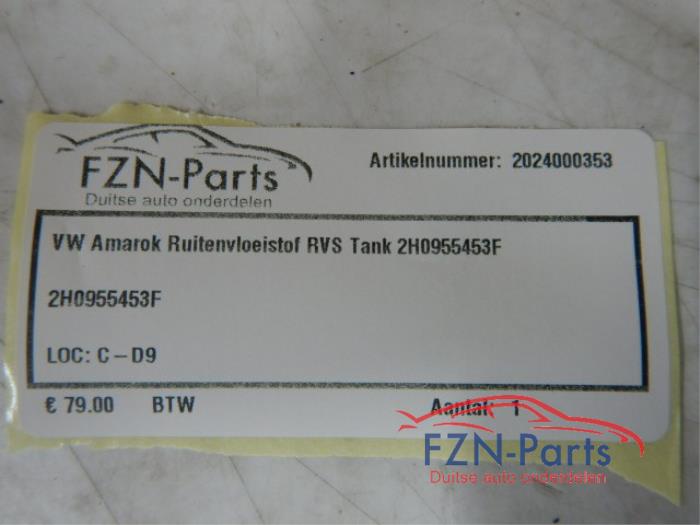 FZN-Parts
Duitse auto onderdelen
Artikelnummer: 2024000353
VW Amarok Ruitenvloeistof RVS Tank 2H0955453F
2H0955453F
LOC: C - D9
€ 79.00 BTW Aantal: 1
FZN-Parts
Duitse auto onderdelen